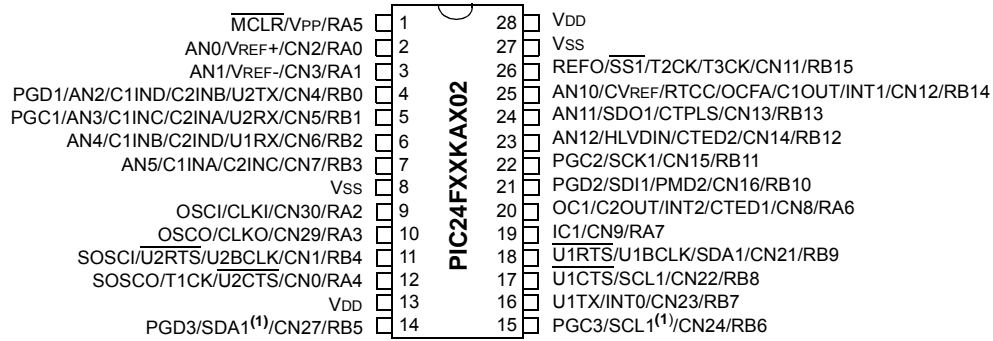 MCLR/VPP/RA5 1 28 VDD
AN0/VREF+/CN2/RA0 2 27 VSS
AN1/VREF-/CN3/RA1 3 26 REFO/SS1/T2CK/T3CK/CN11/RB15
PGD1/AN2/C1IND/C2INB/U2TX/CN4/RB0 4 25 AN10/CVREF/RTCC/OCFA/C1OUT/INT1/CN12/RB14
PGC1/AN3/C1INC/C2INA/U2RX/CN5/RB1 5 24 AN11/SDO1/CTPLS/CN13/RB13
AN4/C1INB/C2IND/U1RX/CN6/RB2 6 23 AN12/HLVDIN/CTED2/CN14/RB12
AN5/C1INA/C2INC/CN7/RB3 7 22 PGC2/SCK1/CN15/RB11
VSS 8 21 PGD2/SDI1/PMD2/CN16/RB10
OSCI/CLKI/CN30/RA2 9 20 OC1/C2OUT/INT2/CTED1/CN8/RA6
OSCO/CLKO/CN29/RA3 10 19 IC1/CN9/RA7
SOSCI/U2RTS/U2BCLK/CN1/RB4 11 18 U1RTS/U1BCLK/SDA1/CN21/RB9
SOSCO/T1CK/U2CTS/CN0/RA4 12 17 U1CTS/SCL1/CN22/RB8
VDD 13 16 U1TX/INT0/CN23/RB7
PGD3/SDA1(1)/CN27/RB5 14 15 PGC3/SCL1(1)/CN24/RB6
PIC24FXXKAX02